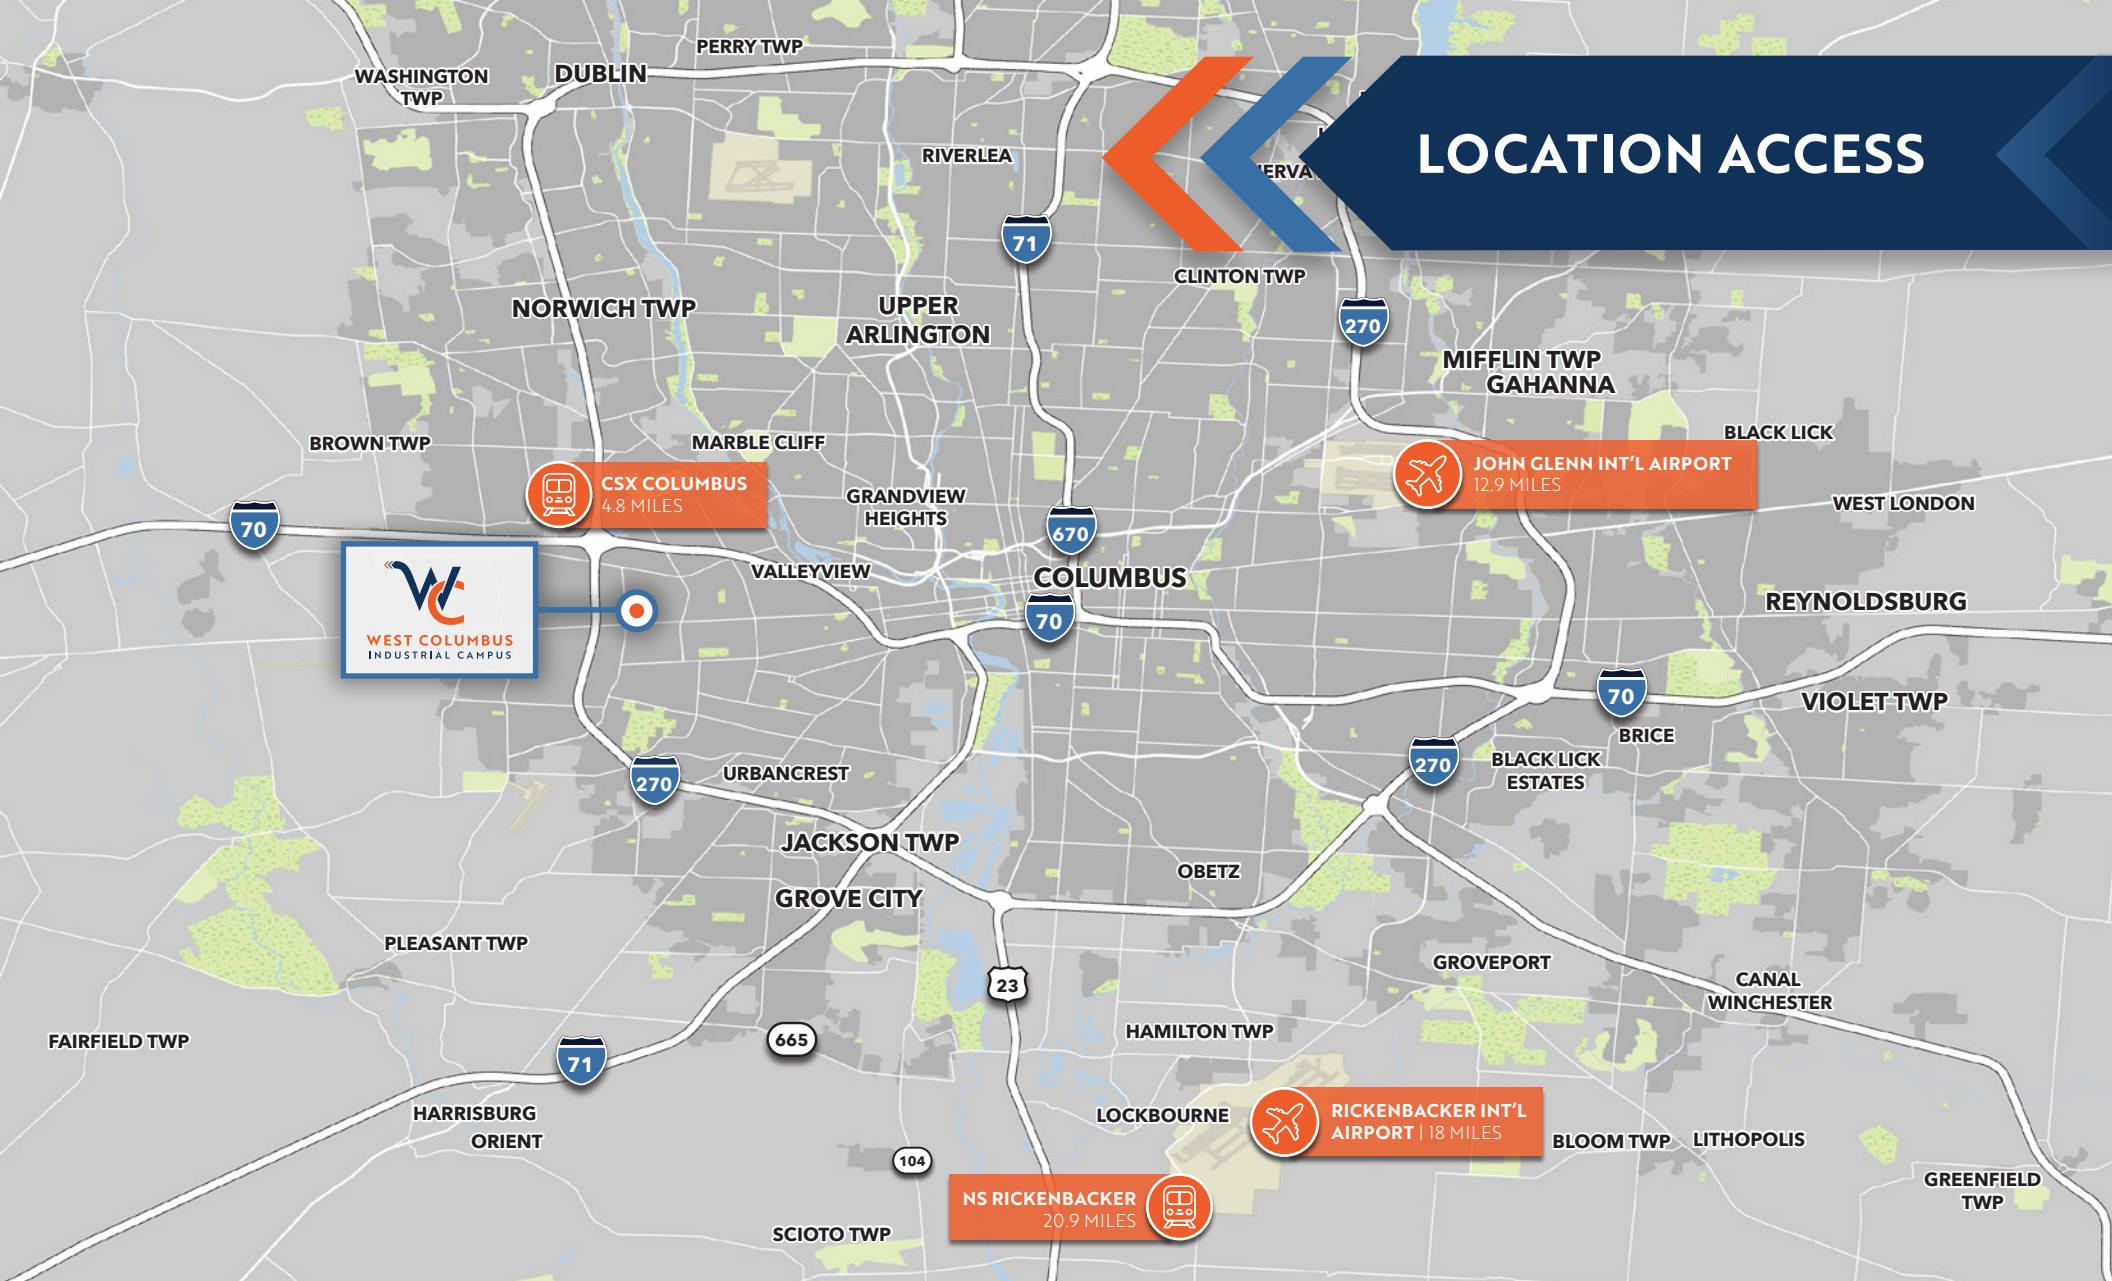 PERRY TWP
WASHINGTON
TWP
DUBLIN
LOCATION ACCESS
RIVERLEA
71
CLINTON TWP
NORWICH TWP
UPPER
ARLINGTON
270
MIFFLIN TWP
GAHANNA
BROWN TWP
MARBLE CLIFF
BLACK LICK
CSX COLUMBUS
4.8 MILES
JOHN GLENN INT'L AIRPORT
12.9 MILES
GRANDVIEW
HEIGHTS
WEST LONDON
70
670
VALLEYVIEW
COLUMBUS
WC
WEST COLUMBUS
INDUSTRIAL CAMPUS
70
REYNOLDSBURG
70
VIOLET TWP
BRICE
270
BLACK LICK
ESTATES
270
URBANCREST
JACKSON TWP
OBETZ
GROVE CITY
PLEASANT TWP
GROVEPORT
23
CANAL
WINCHESTER
FAIRFIELD TWP
665
HAMILTON TWP
71
HARRISBURG
ORIENT
LOCKBOURNE
RICKENBACKER INT'L
AIRPORT | 18 MILES
BLOOM TWP
LITHOPOLIS
104
NS RICKENBACKER
20.9 MILES
GREENFIELD
TWP
SCIOTO TWP